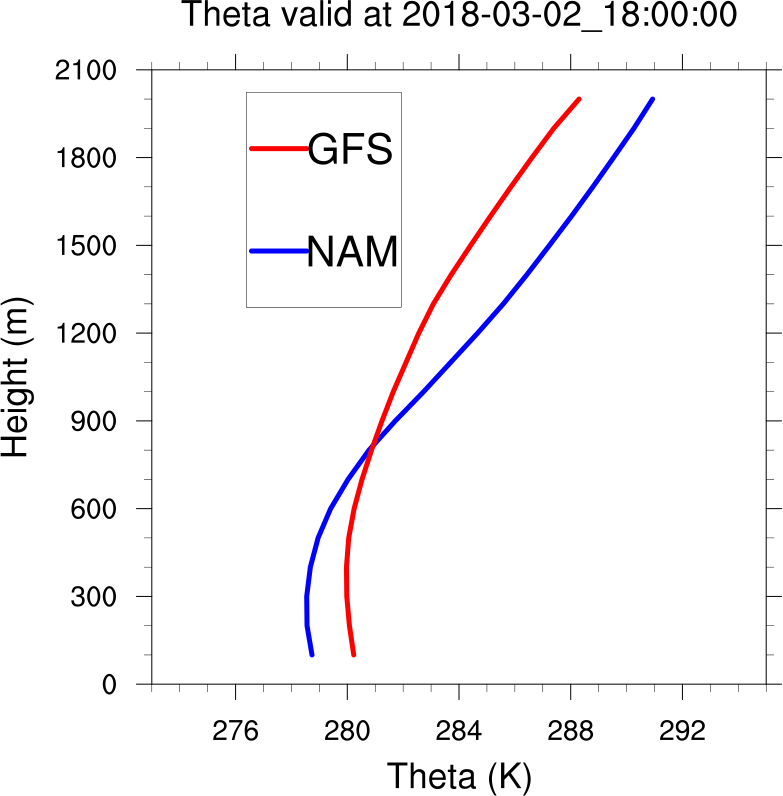 Theta valid at 2018-03-02_18:00:00
2100
1800
1500
1200
900
600
300
0
Height (m)
GFS
NAM
276 280 284 288 292
Theta (K)